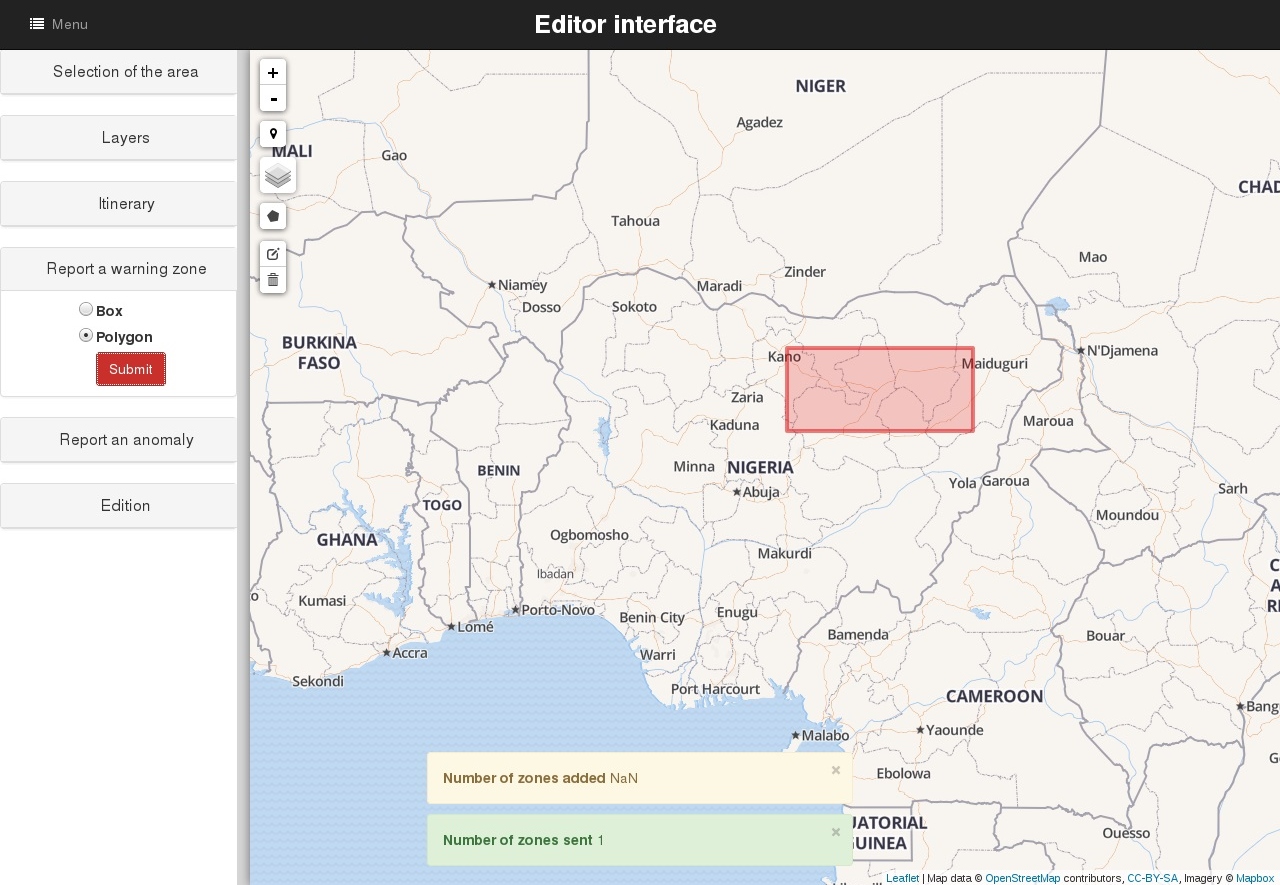 Menu
Editor interface
Selection of the area
Layers
Itinerary
Report a warning zone
Box
Polygon
Submit
Report an anomaly
Edition
+
-
NIGER
Agadez
MALI
Gao
CHAD
Tahoua
Mao
Zinder
Niamey
Maradi
Dosso
Sokoto
BURKINA
FASO
N'Djamena
Kano
Maiduguri
Zaria
Kaduna
Maroua
BENIN
Minna
NIGERIA
Abuja
Yola
Garoua
Sarh
TOGO
Moundou
GHANA
Ogbomosho
Makurdi
Ibadan
C
A
RE
o
Kumasi
Porto-Novo
Benin City
Enugu
Lomé
Bamenda
Bouar
Accra
Warri
Sekondi
Port Harcourt
CAMEROON
Bang
Malabo
Yaounde
Ebolowa
Number of zones added NaN
×
UATORIAL
GUINEA
Ouesso
Number of zones sent 1
×
Leaflet | Map data © OpenStreetMap contributors, CC-BY-SA, Imagery © Mapbox